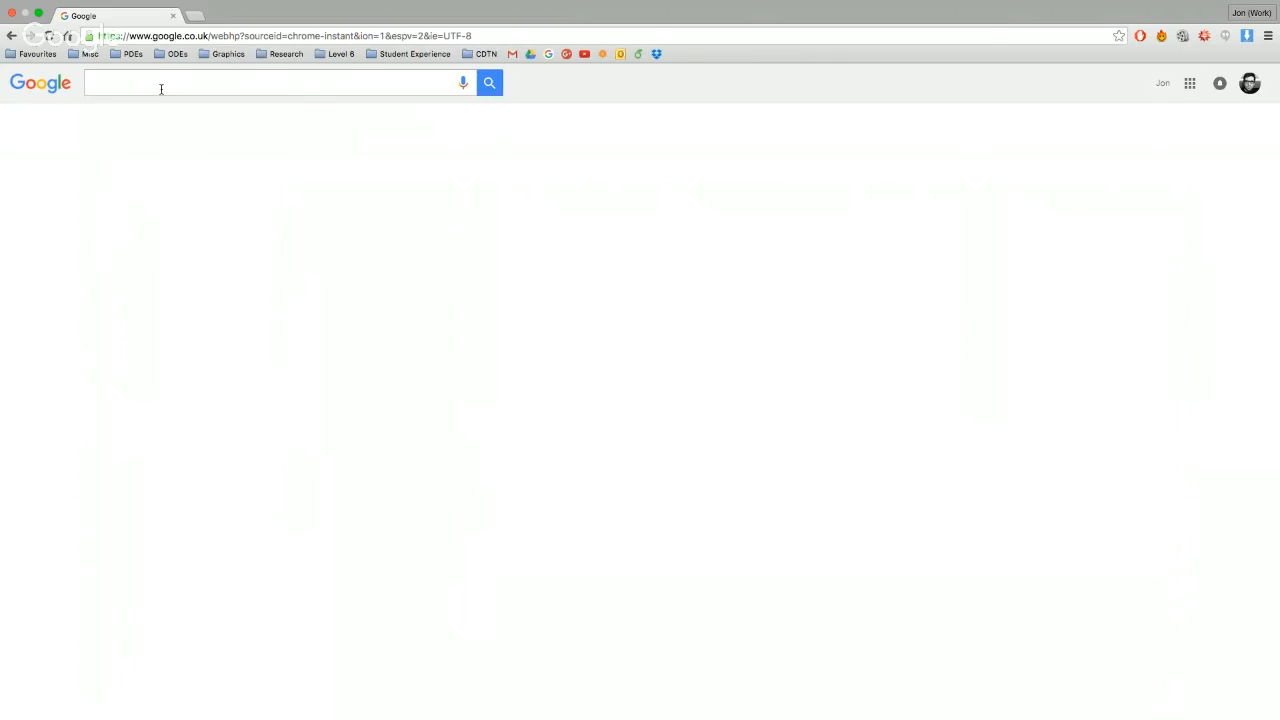 Google
Jon (Work)
https://www.google.co.uk/webhp?sourceid=chrome-instant&ion=1&espv=2&ie=UTF-8
Favourites Misc PDEs ODEs Graphics Research Level 6 Student Experience CDTN
Google Jon
Google